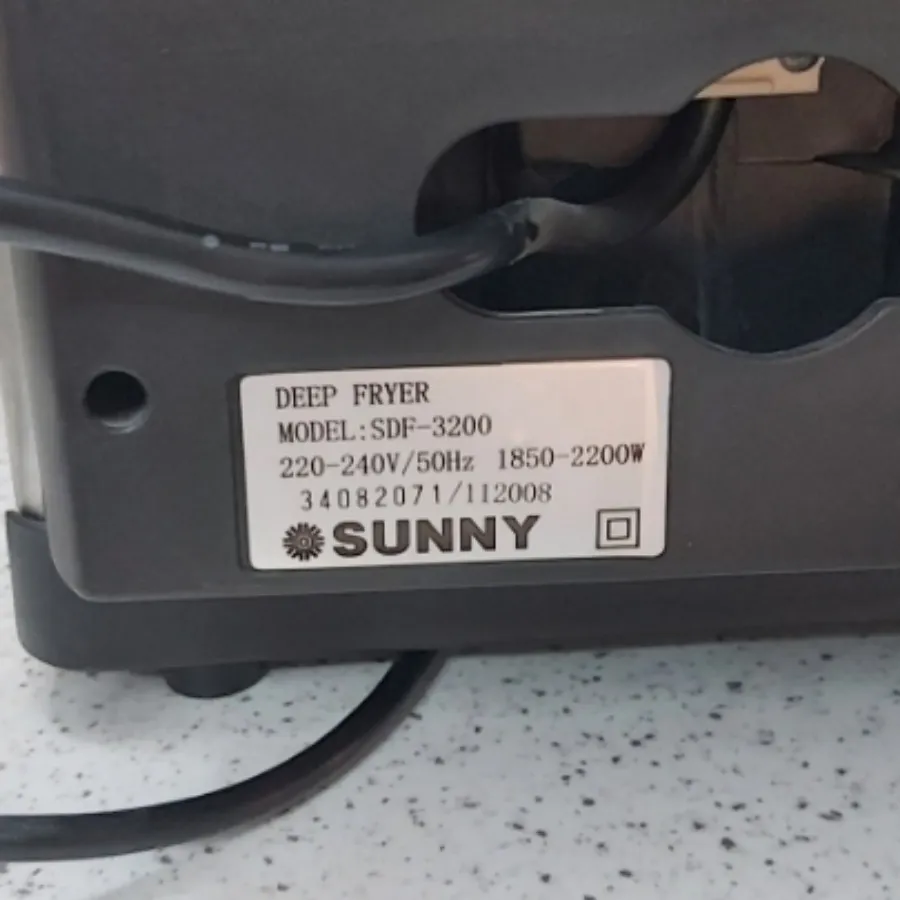 DEEP FRYER
MODEL:SDF-3200
220-240V/50Hz 1850-2200W
34082071/112008
SUNNY